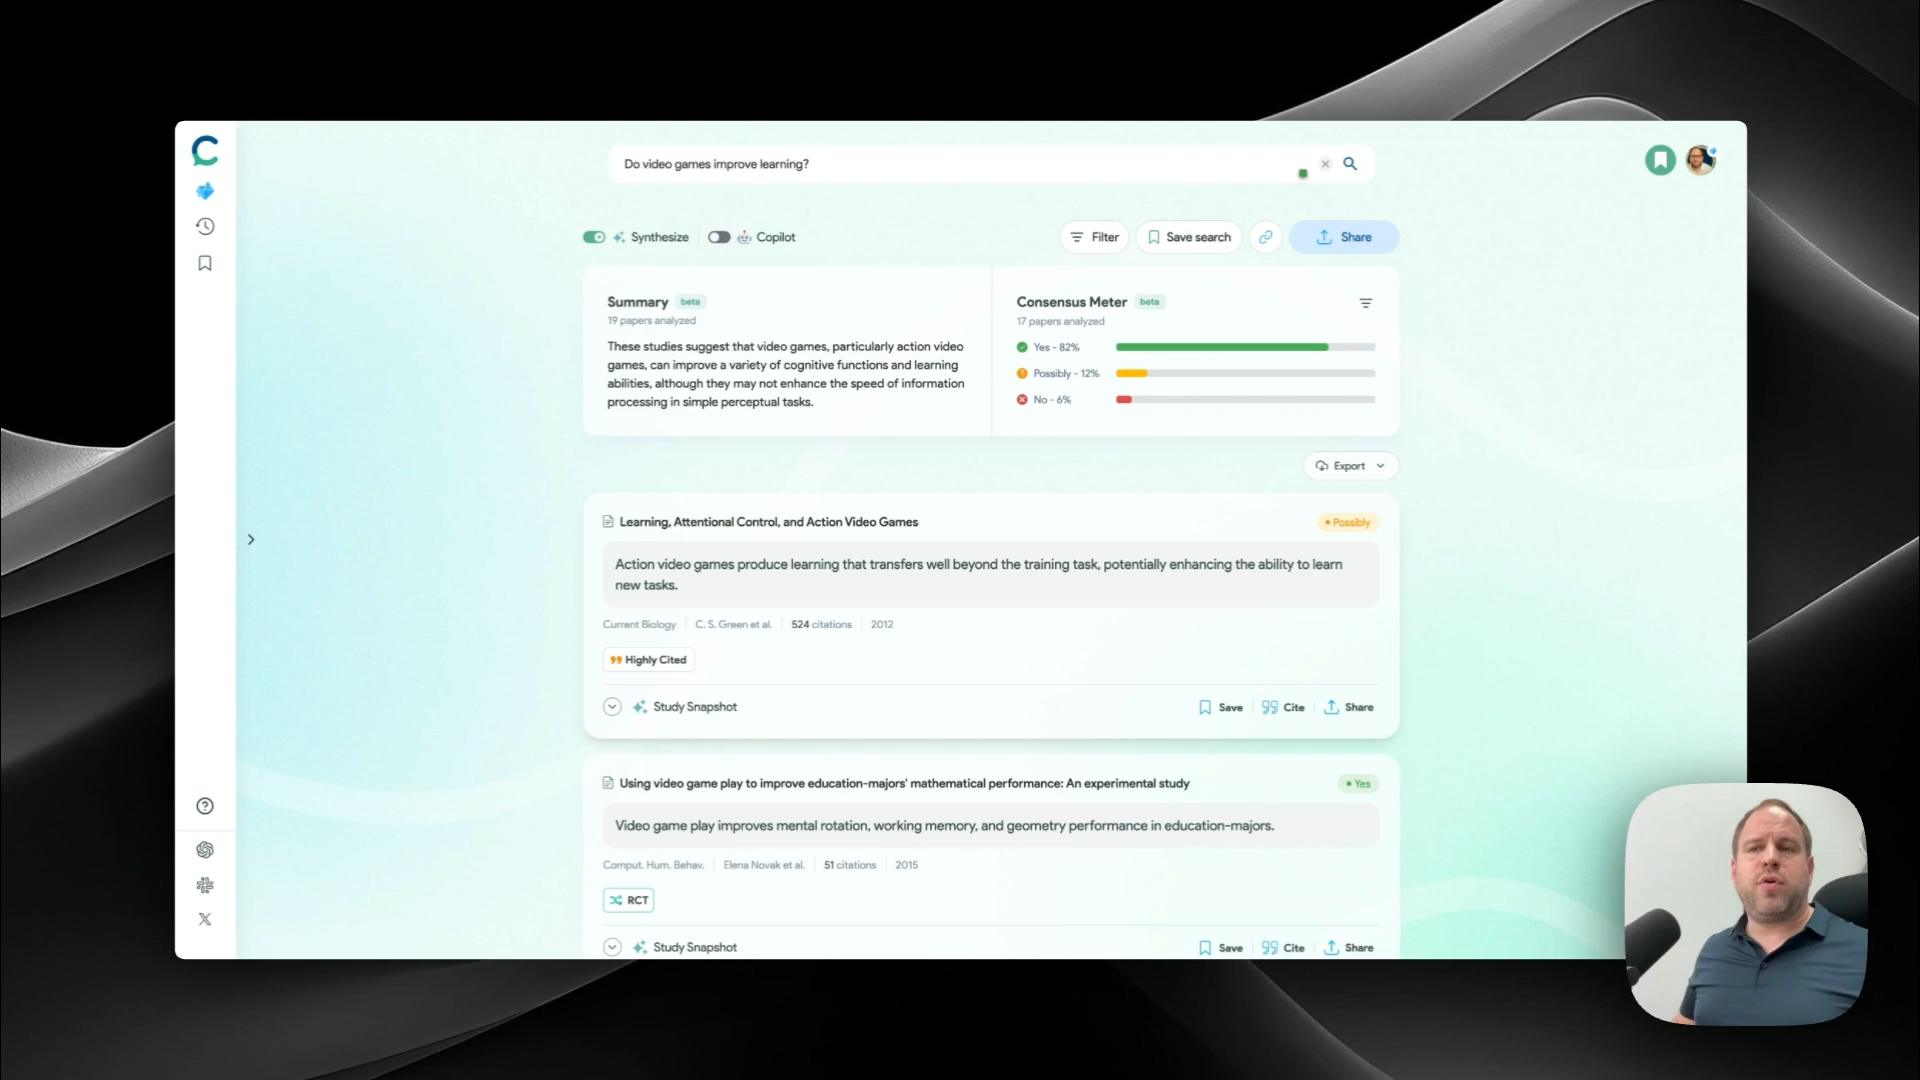 Do video games improve learning?
Synthesize
Copilot
Filter
Save search
Share
Summary beta
19 papers analyzed
These studies suggest that video games, particularly action video
games, can improve a variety of cognitive functions and learning
abilities, although they may not enhance the speed of information
processing in simple perceptual tasks.
Consensus Meter beta
17 papers analyzed
Yes - 82%
Possibly - 12%
No - 6%
Export
Learning, Attentional Control, and Action Video Games
Possibly
Action video games produce learning that transfers well beyond the training task, potentially enhancing the ability to learn
new tasks.
Current Biology C. S. Green et al. 524 citations 2012
Highly Cited
Study Snapshot
Save Cite Share
Using video game play to improve education-majors' mathematical performance: An experimental study
Yes
Video game play improves mental rotation, working memory, and geometry performance in education-majors.
Comput. Hum. Behav. Elena Novak et al. 51 citations 2015
RCT
Study Snapshot
Save Cite Share